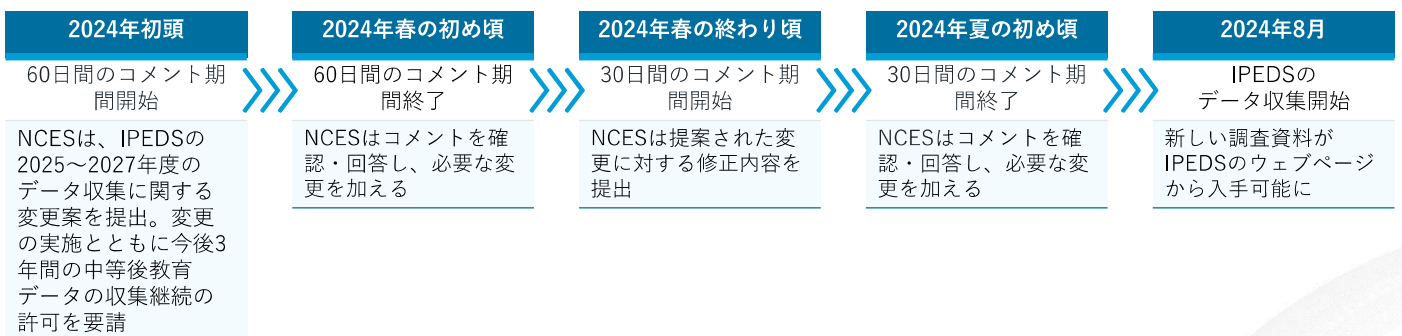 2024年初頭
60日間のコメント期
間開始
NCESは、IPEDSの
2025～2027年度の
データ収集に関する
変更案を提出。変更
の実施とともに今後3
年間の中等後教育
データの収集継続の
許可を要請
2024年春の初め頃
60日間のコメント期
間終了
NCESはコメントを確
認・回答し、必要な変
更を加える
2024年春の終わり頃
30日間のコメント期
間開始
NCESは提案された変
更に対する修正内容を
提出
2024年夏の初め頃
30日間のコメント期
間終了
NCESはコメントを確
認・回答し、必要な変
更を加える
2024年8月
IPEDSの
データ収集開始
新しい調査資料が
IPEDSのウェブページ
から入手可能に